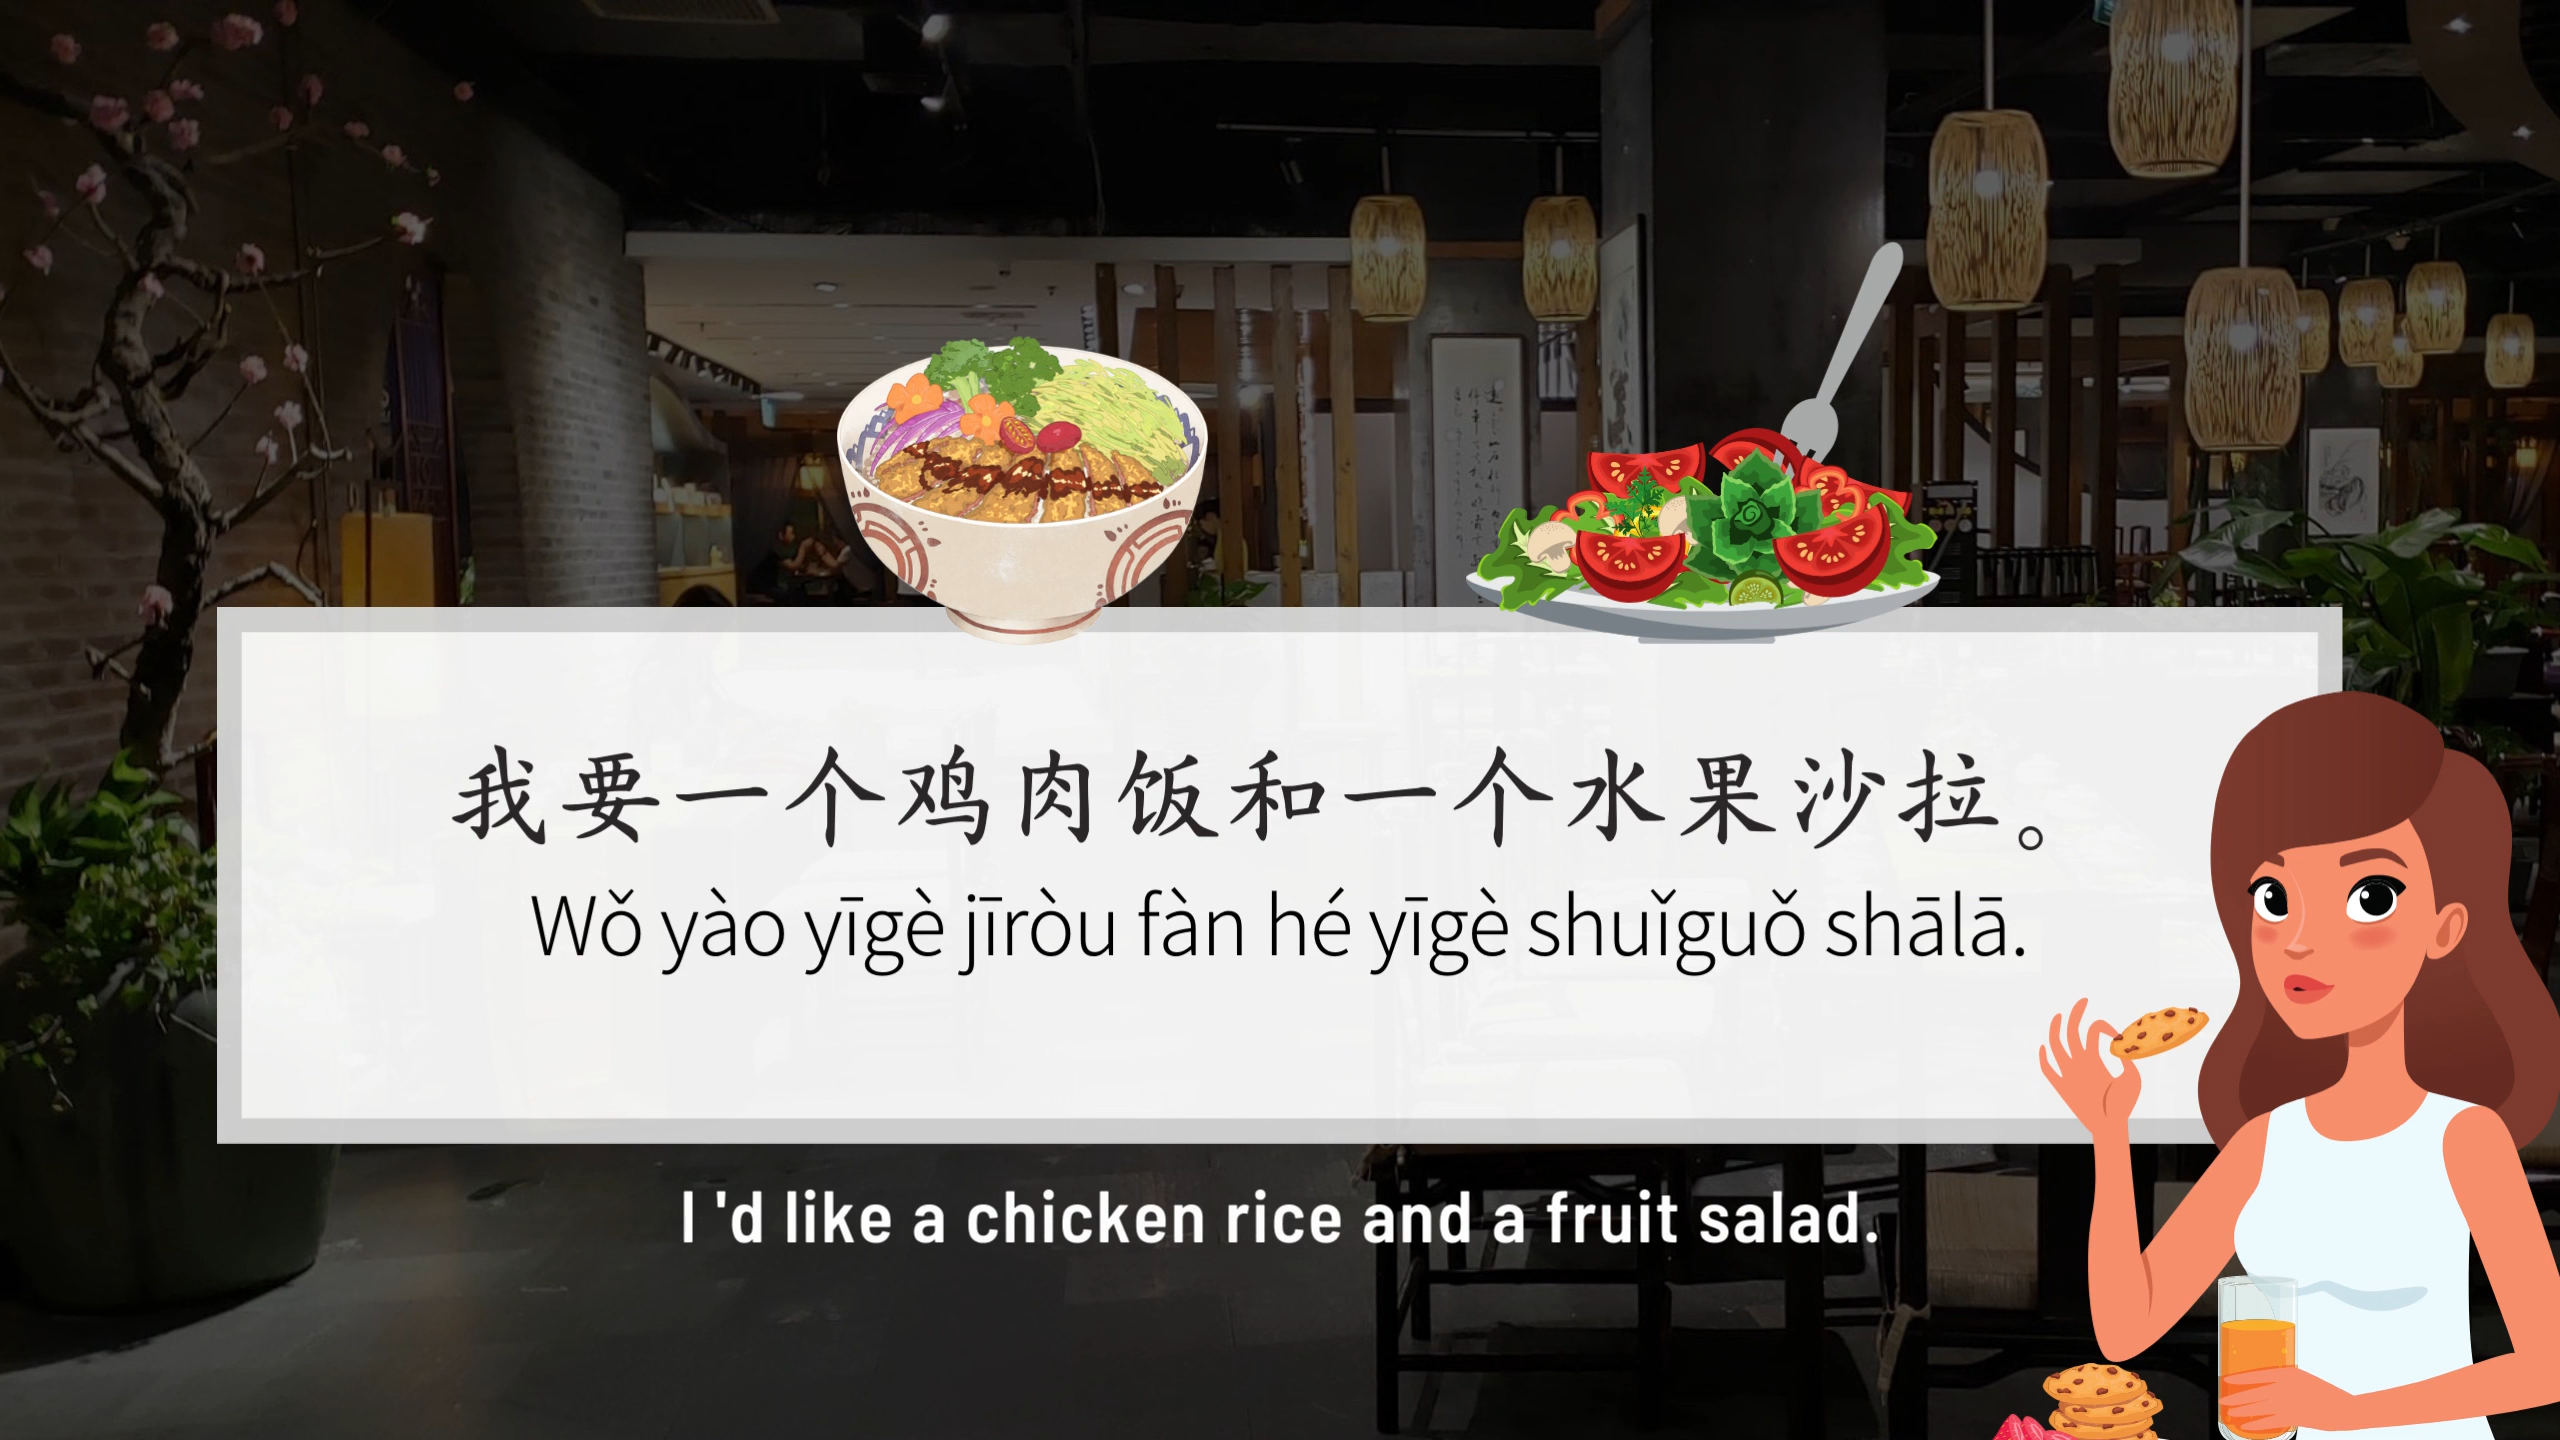 我要一个鸡肉饭和一个水果沙拉。
Wǒ yào yīgè jīròu fàn hé yīgè shuǐguǒ shālā.
I 'd like a chicken rice and a fruit salad.